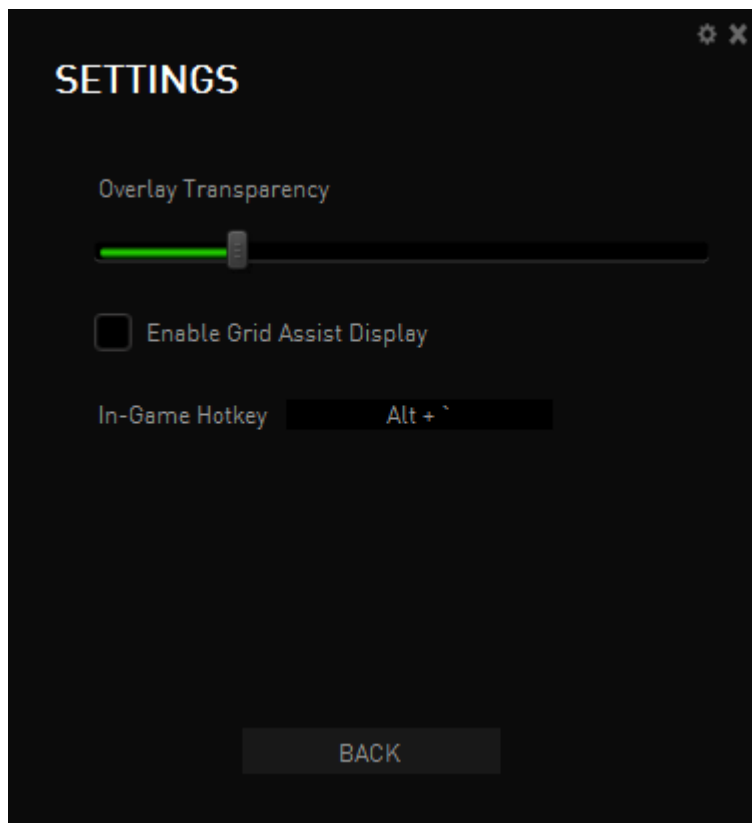 SETTINGS
Overlay Transparency
Enable Grid Assist Display
In-Game Hotkey Alt + `
BACK